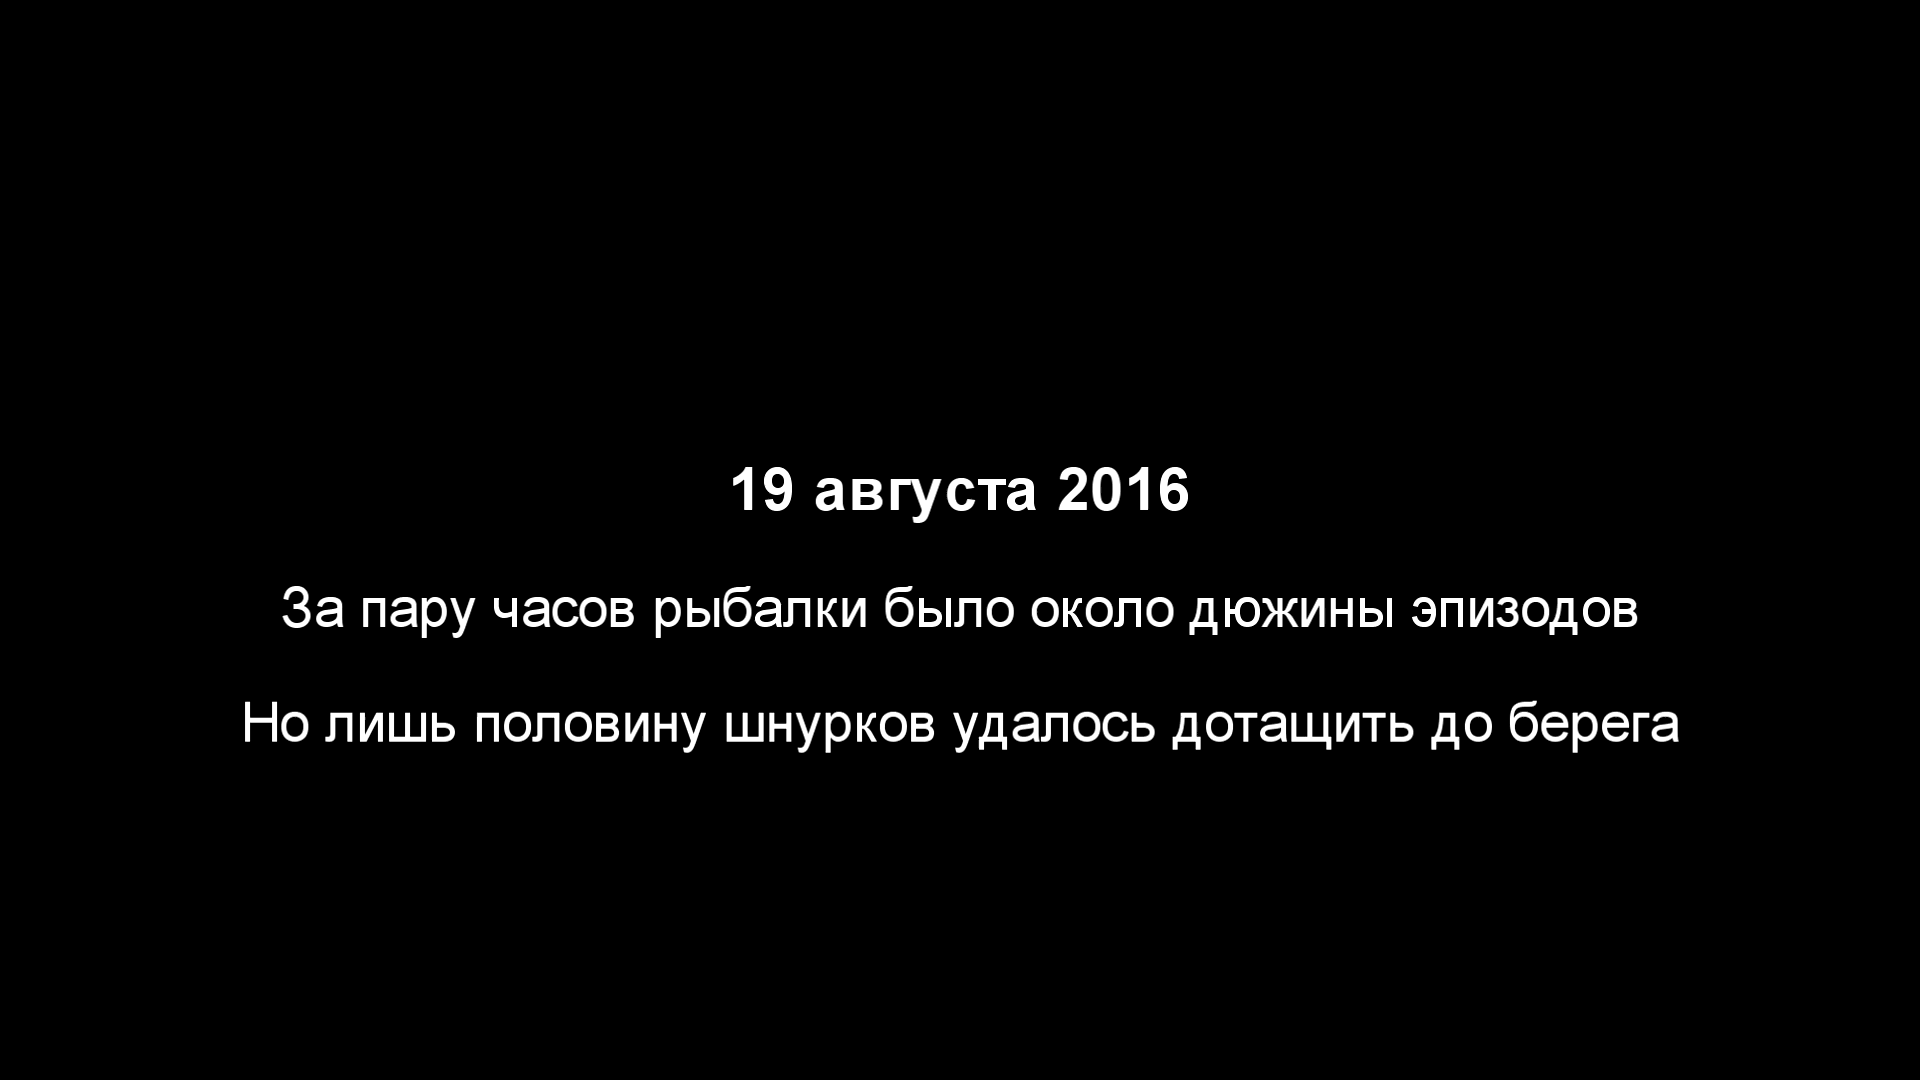 19 августа 2016
За пару часов рыбалки было около дюжины эпизодов
Но лишь половину шнурков удалось дотащить до берега